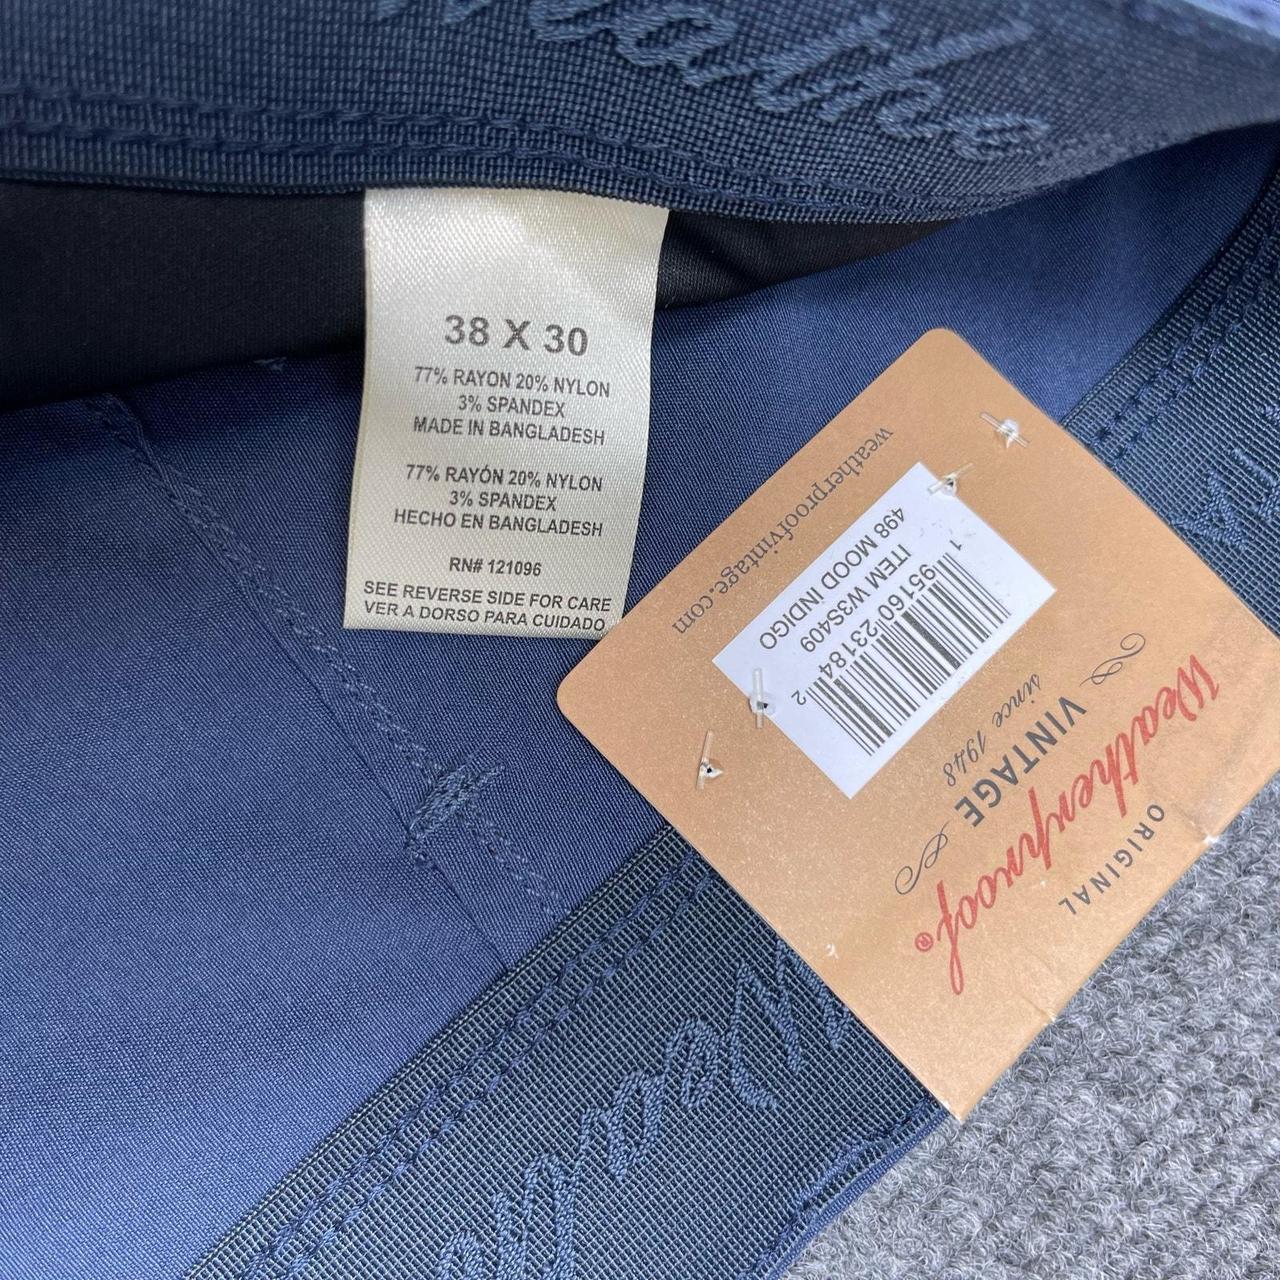 38 X 30
77% RAYON 20% NYLON
3% SPANDEX
MADE IN BANGLADESH
77% RAYÓN 20% NYLON
3% SPANDEX
HECHO EN BANGLADESH
RN# 121096
SEE REVERSE SIDE FOR CARE
VER A DORSO PARA CUIDADO
ORIGINAL
Weatherproof®
VINTAGE
since 1948
1 95160 23184 2
ITEM W3S409
498 MOOD INDIGO
weatherproofvintage.com